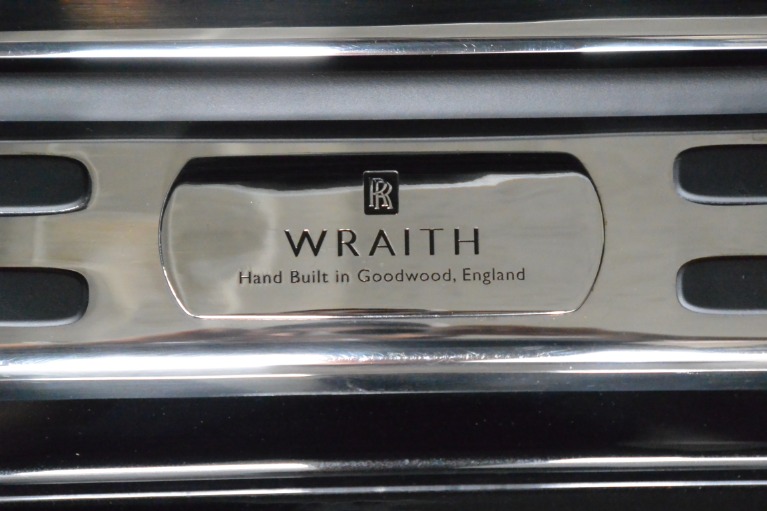 RR
WRAITH
Hand Built in Goodwood, England